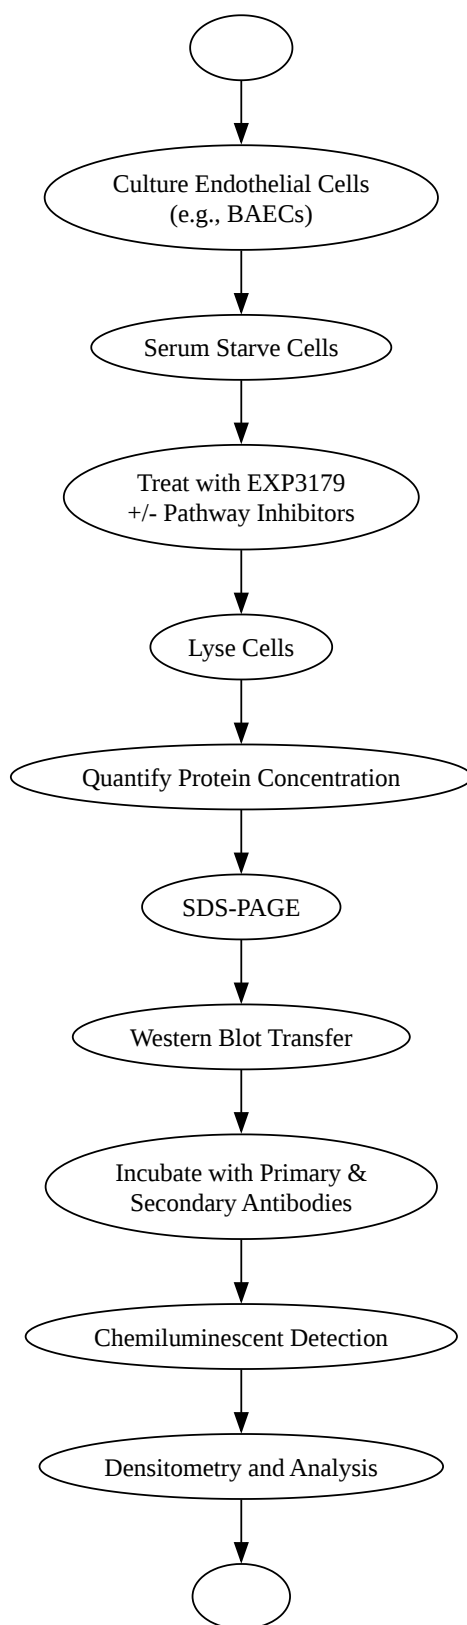 Culture Endothelial Cells
(e.g., BAECs)
Serum Starve Cells
Treat with EXP3179
+/- Pathway Inhibitors
Lyse Cells
Quantify Protein Concentration
SDS-PAGE
Western Blot Transfer
Incubate with Primary &
Secondary Antibodies
Chemiluminescent Detection
Densitometry and Analysis